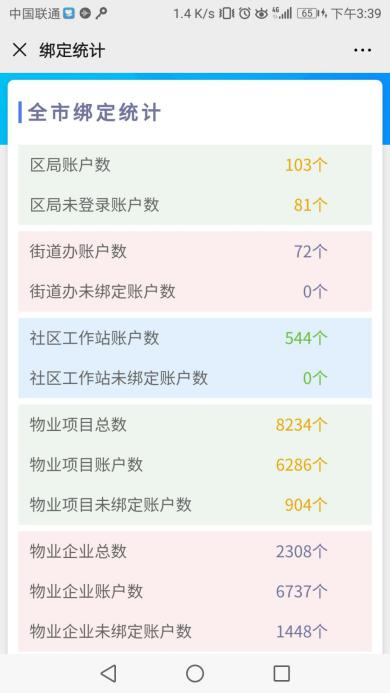 中国联通 1.4 K/s 4G 65 下午3:39
绑定统计
全市绑定统计
区局账户数 103个
区局未登录账户数 81个
街道办账户数 72个
街道办未绑定账户数 0个
社区工作站账户数 544个
社区工作站未绑定账户数 0个
物业项目总数 8234个
物业项目账户数 6286个
物业项目未绑定账户数 904个
物业企业总数 2308个
物业企业账户数 6737个
物业企业未绑定账户数 1448个